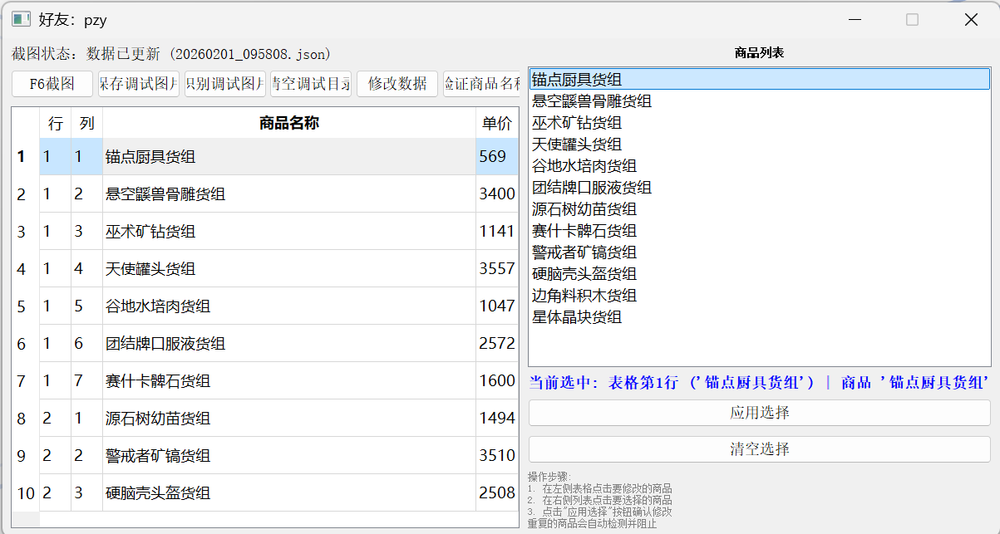 好友：pzy
截图状态：数据已更新 (20260201_095808.json)
F6截图 保存调试图片 识别调试图片 清空调试目录 修改数据 验证商品名称
行 列 商品名称 单价
1 1 1 锚点厨具货组 569
2 1 2 悬空鼷兽骨雕货组 3400
3 1 3 巫术矿钻货组 1141
4 1 4 天使罐头货组 3557
5 1 5 谷地水培肉货组 1047
6 1 6 团结牌口服液货组 2572
7 1 7 赛什卡髀石货组 1600
8 2 1 源石树幼苗货组 1494
9 2 2 警戒者矿镐货组 3510
10 2 3 硬脑壳头盔货组 2508
商品列表
锚点厨具货组
悬空鼷兽骨雕货组
巫术矿钻货组
天使罐头货组
谷地水培肉货组
团结牌口服液货组
源石树幼苗货组
赛什卡髀石货组
警戒者矿镐货组
硬脑壳头盔货组
边角料积木货组
星体晶块货组
当前选中: 表格第1行 ('锚点厨具货组') | 商品 '锚点厨具货组'
应用选择
清空选择
操作步骤:
1. 在左侧表格点击要修改的商品
2. 在右侧列表点击要选择的商品
3. 点击"应用选择"按钮确认修改
重复的商品会自动检测并阻止